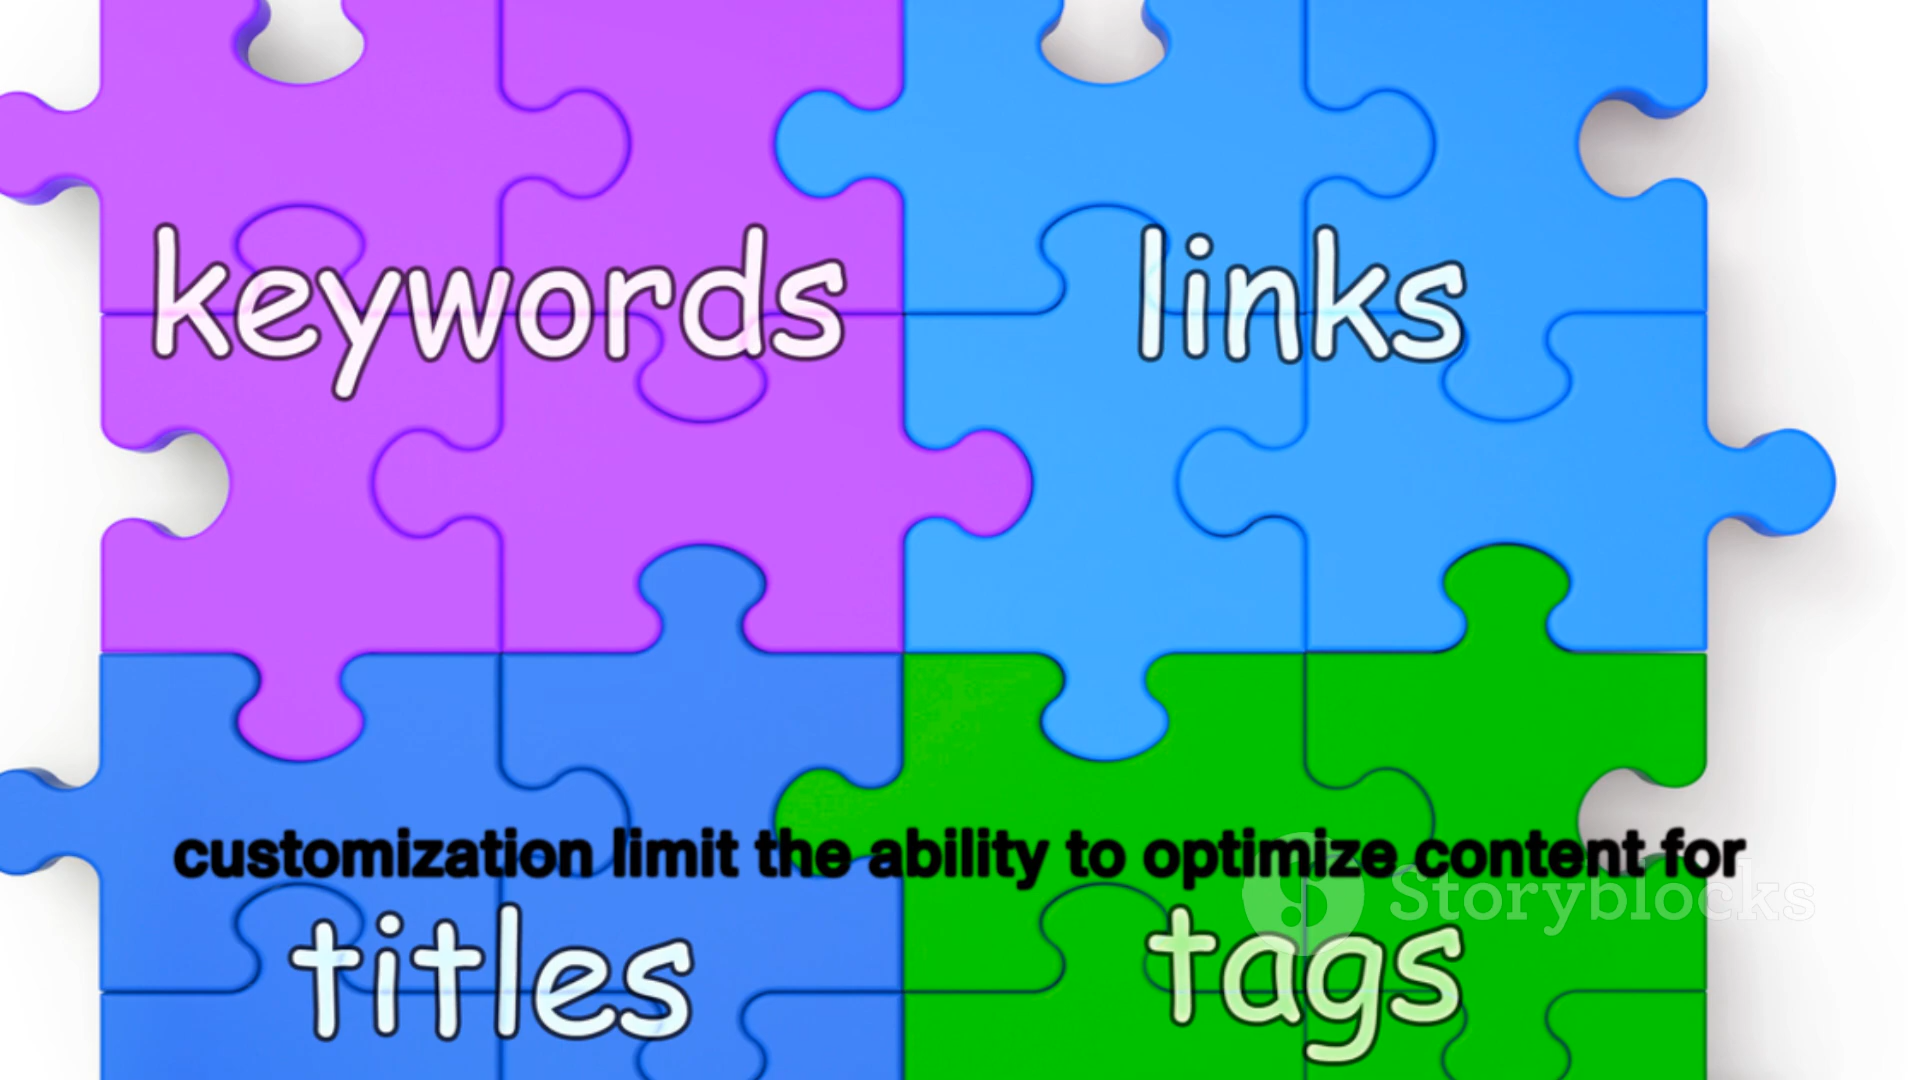 keywords links
customization limit the ability to optimize content for
Storyblocks
titles tags